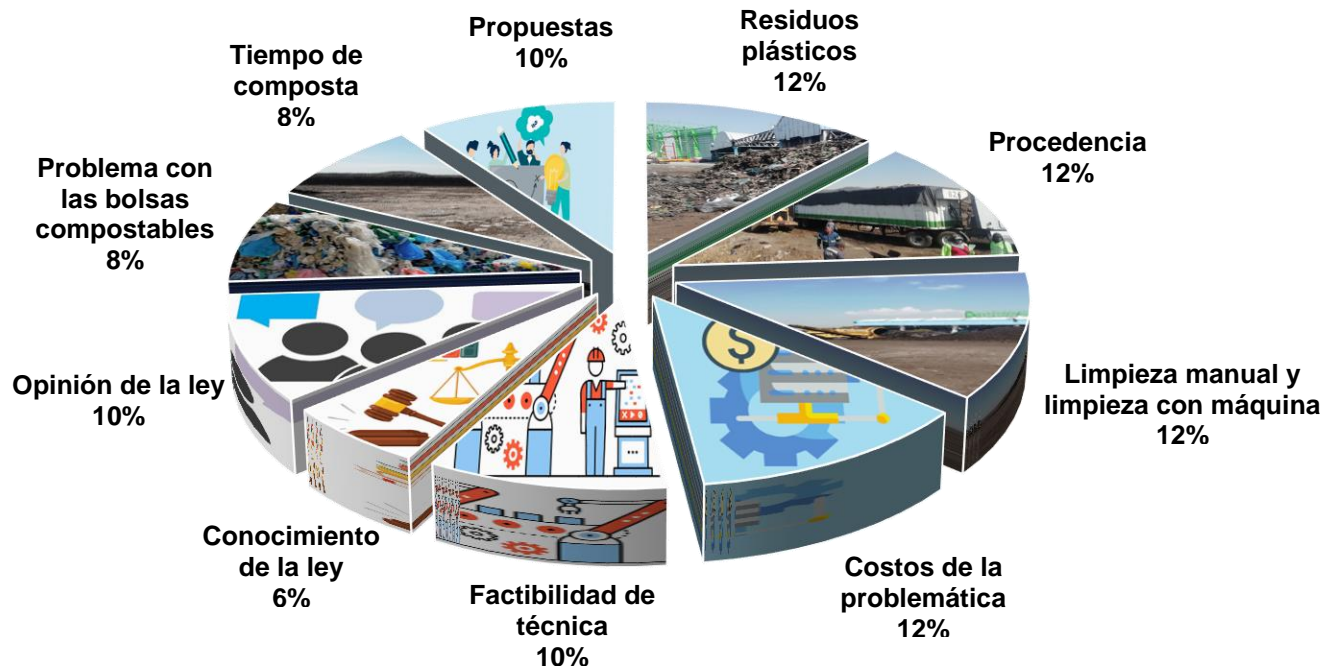 Propuestas
10%
Residuos
plásticos
12%
Tiempo de
composta
8%
Procedencia
12%
Problema con
las bolsas
compostables
8%
Limpieza manual y
limpieza con máquina
12%
Opinión de la ley
10%
Conocimiento
de la ley
6%
Factibilidad de
técnica
10%
Costos de la
problemática
12%
$